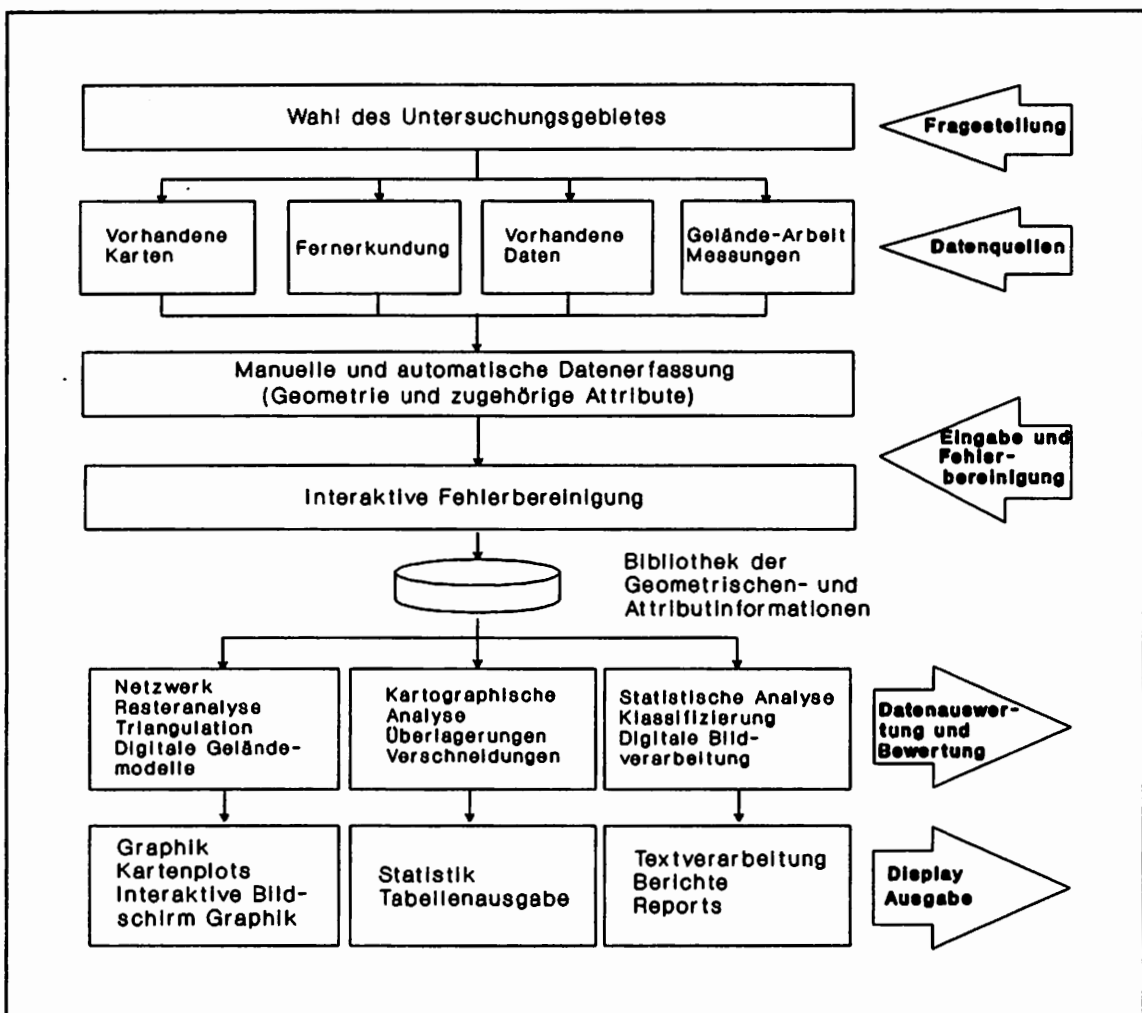 Wahl des Untersuchungsgebietes
Fragestellung
Vorhandene
Karten
Fernerkundung
Vorhandene
Daten
Gelände-Arbeit
Messungen
Datenquellen
Manuelle und automatische Datenerfassung
(Geometrie und zugehörige Attribute)
Interaktive Fehlerbereinigung
Eingabe und
Fehler-
bereinigung
Bibliothek der
Geometrischen- und
Attributinformationen
Netzwerk
Rasteranalyse
Triangulation
Digitale Gelände-
modelle
Kartographische
Analyse
Überlagerungen
Verschneidungen
Statistische Analyse
Klassifizierung
Digitale Bild-
verarbeitung
Datenauswer-
tung und
Bewertung
Graphik
Kartenplots
Interaktive Bild-
schirm Graphik
Statistik
Tabellenausgabe
Textverarbeitung
Berichte
Reports
Display
Ausgabe